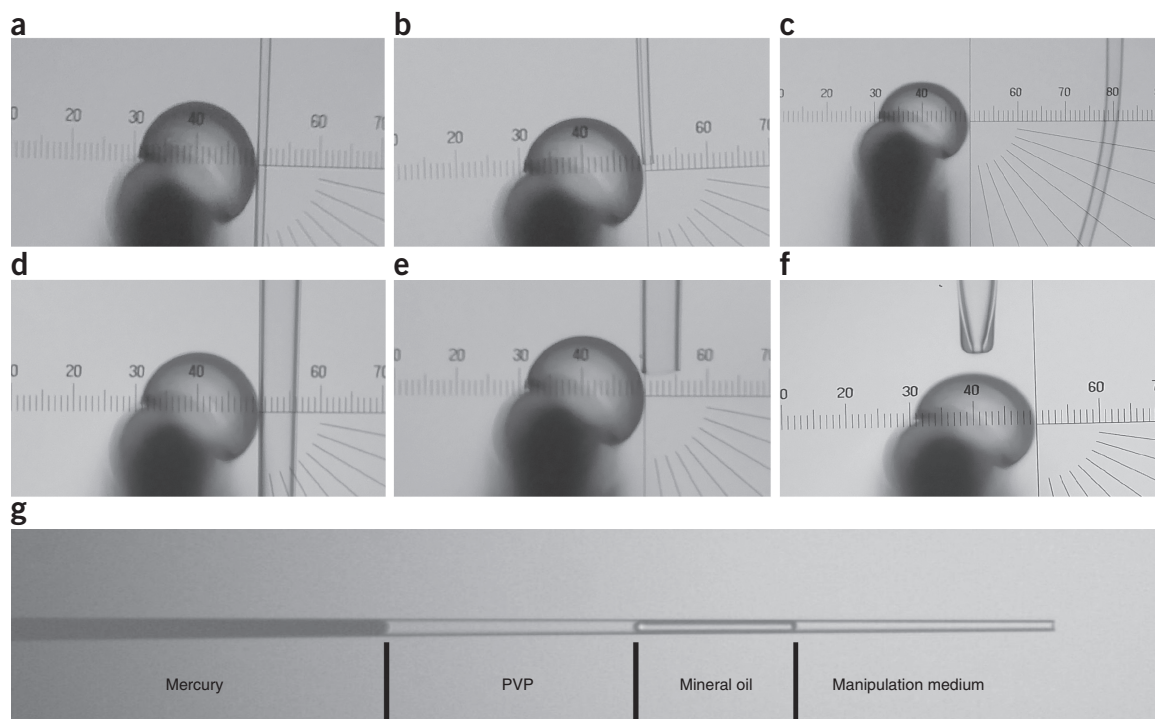 a
b
c
0 20 30 40 60 70
20 30 40 60 70
0 20 30 40 60 70 80
d
e
f
0 20 30 40 60 70
0 20 30 40 60 70
0 20 30 40 60
g
Mercury
PVP
Mineral oil
Manipulation medium